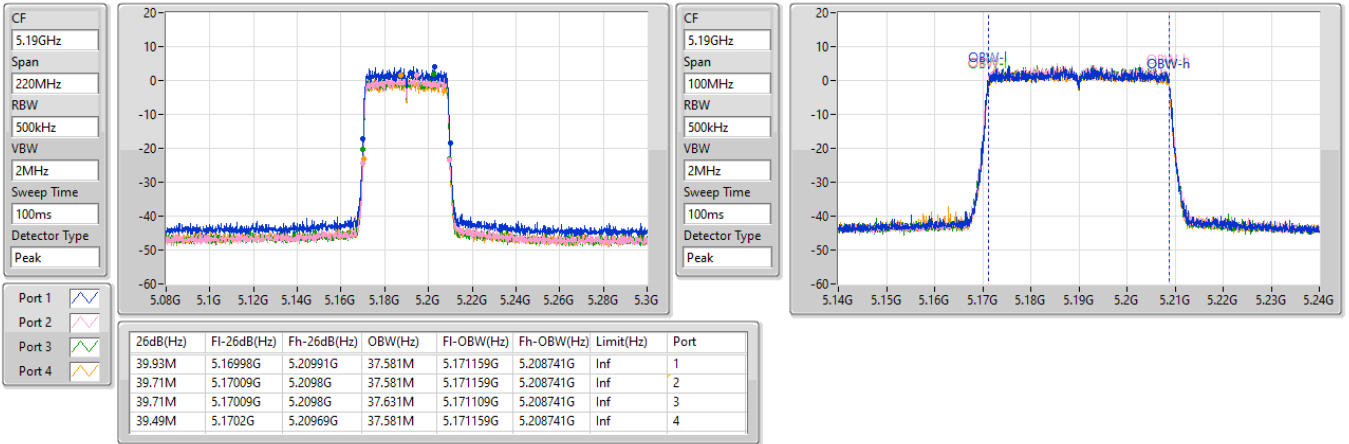 CF
5.19GHz
Span
220MHz
RBW
500kHz
VBW
2MHz
Sweep Time
100ms
Detector Type
Peak
20
10
0
-10
-20
-30
-40
-50
-60
5.08G 5.1G 5.12G 5.14G 5.16G 5.18G 5.2G 5.22G 5.24G 5.26G 5.28G 5.3G
CF
5.19GHz
Span
100MHz
RBW
500kHz
VBW
2MHz
Sweep Time
100ms
Detector Type
Peak
20
10
0
-10
-20
-30
-40
-50
-60
OBW-l
OBW-h
5.14G 5.15G 5.16G 5.17G 5.18G 5.19G 5.2G 5.21G 5.22G 5.23G 5.24G
Port 1
Port 2
Port 3
Port 4
26dB(Hz) Fl-26dB(Hz) Fh-26dB(Hz) OBW(Hz) Fl-OBW(Hz) Fh-OBW(Hz) Limit(Hz) Port
39.93M 5.16998G 5.20991G 37.581M 5.171159G 5.208741G Inf 1
39.71M 5.17009G 5.2098G 37.581M 5.171159G 5.208741G Inf 2
39.71M 5.17009G 5.2098G 37.631M 5.171109G 5.208741G Inf 3
39.49M 5.1702G 5.20969G 37.581M 5.171159G 5.208741G Inf 4